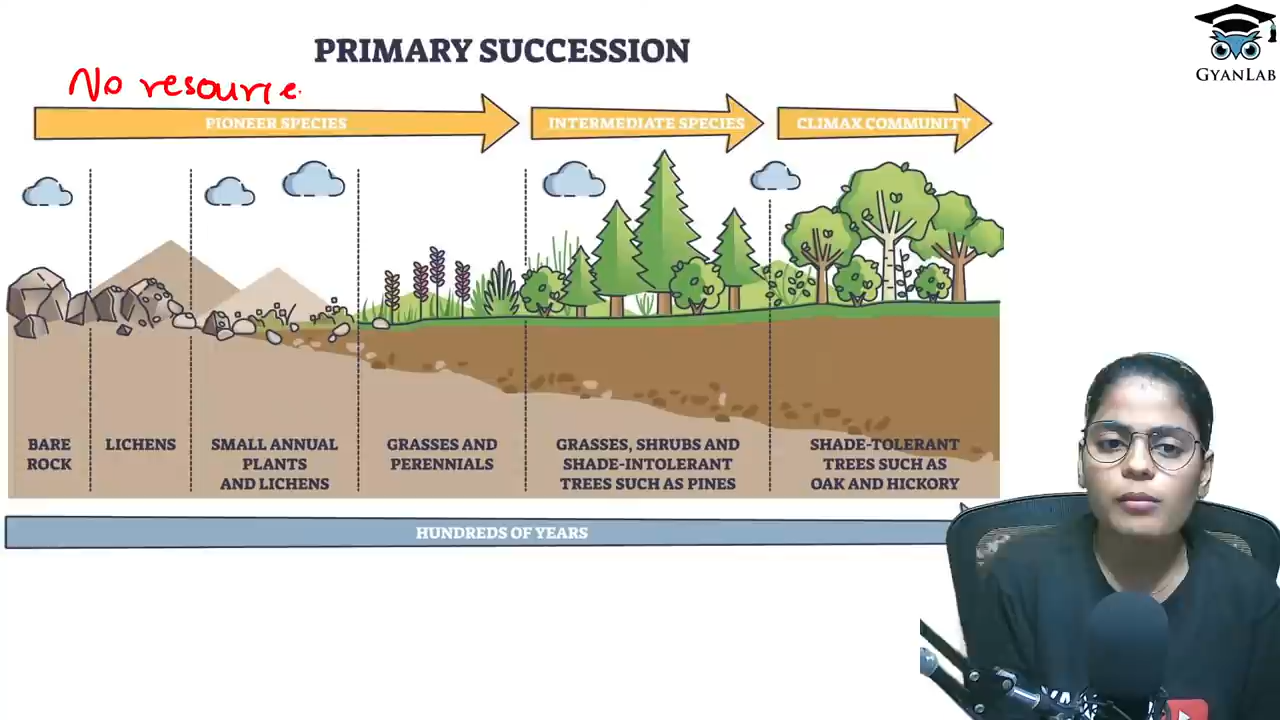 PRIMARY SUCCESSION
GYANLAB
No resource
PIONEER SPECIES
INTERMEDIATE SPECIES
CLIMAX COMMUNITY
BARE
ROCK
LICHENS
SMALL ANNUAL
PLANTS
AND LICHENS
GRASSES AND
PERENNIALS
GRASSES, SHRUBS AND
SHADE-INTOLERANT
TREES SUCH AS PINES
SHADE-TOLERANT
TREES SUCH AS
OAK AND HICKORY
HUNDREDS OF YEARS